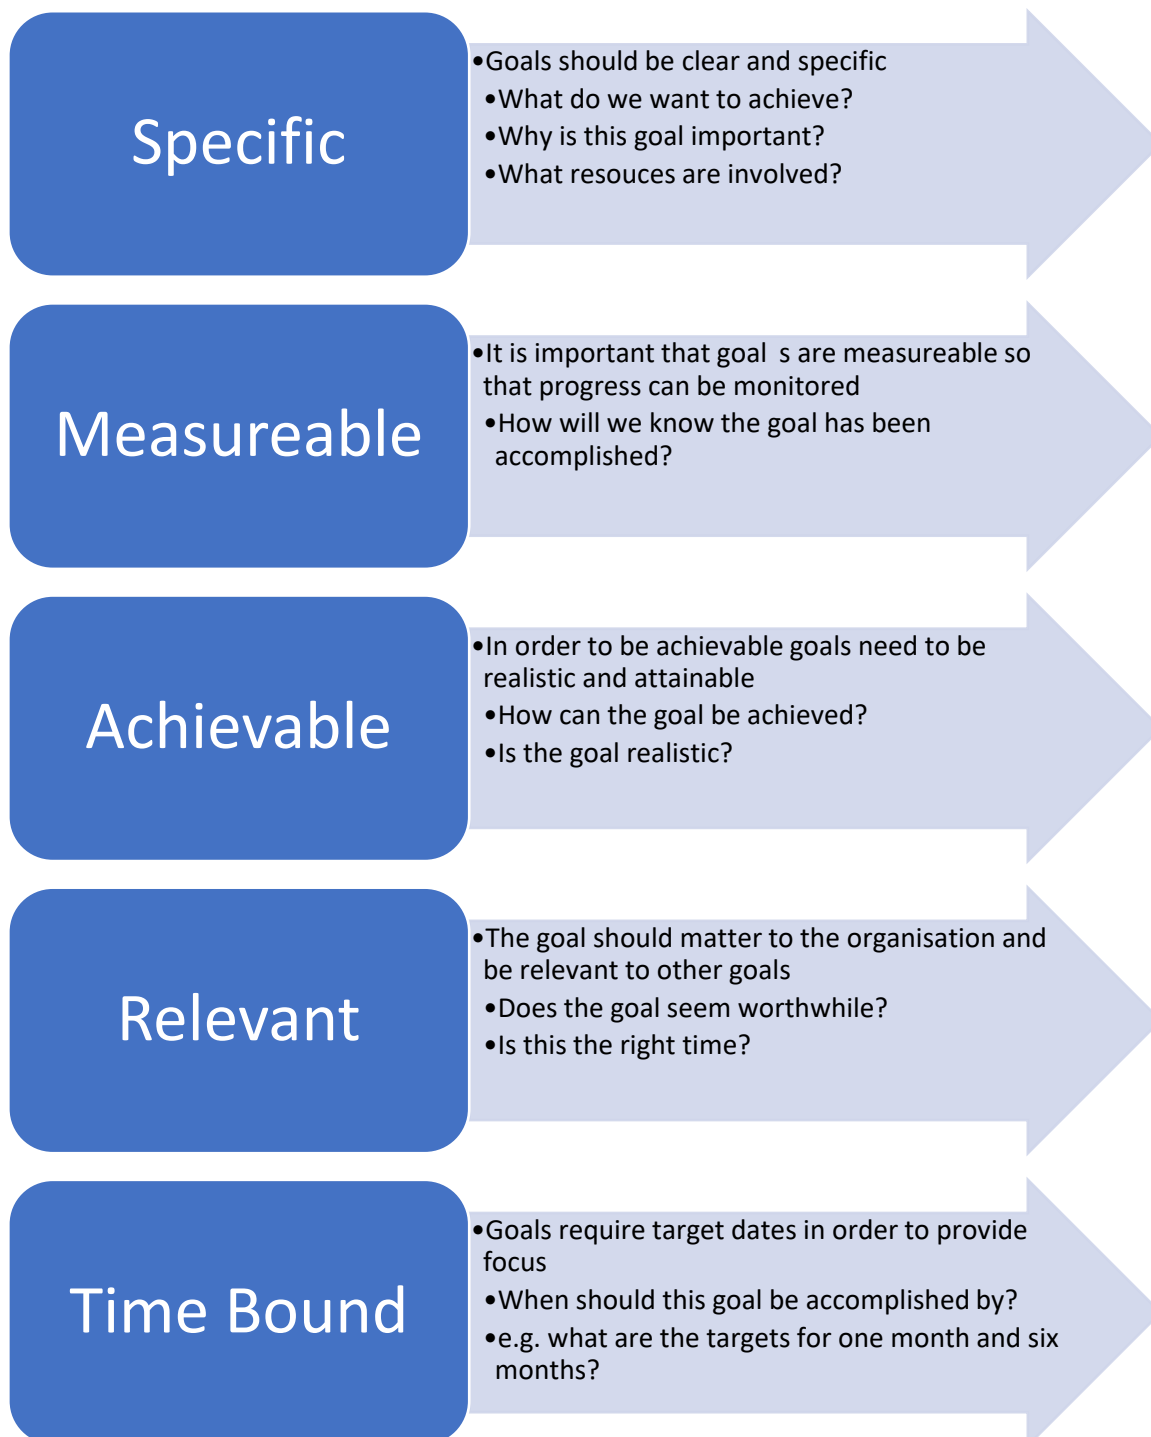 Specific
•Goals should be clear and specific
•What do we want to achieve?
•Why is this goal important?
•What resouces are involved?
Measureable
•It is important that goal  s are measureable so
that progress can be monitored
•How will we know the goal has been
accomplished?
Achievable
•In order to be achievable goals need to be
realistic and attainable
•How can the goal be achieved?
•Is the goal realistic?
Relevant
•The goal should matter to the organisation and
be relevant to other goals
•Does the goal seem worthwhile?
•Is this the right time?
Time Bound
•Goals require target dates in order to provide
focus
•When should this goal be accomplished by?
•e.g. what are the targets for one month and six
months?